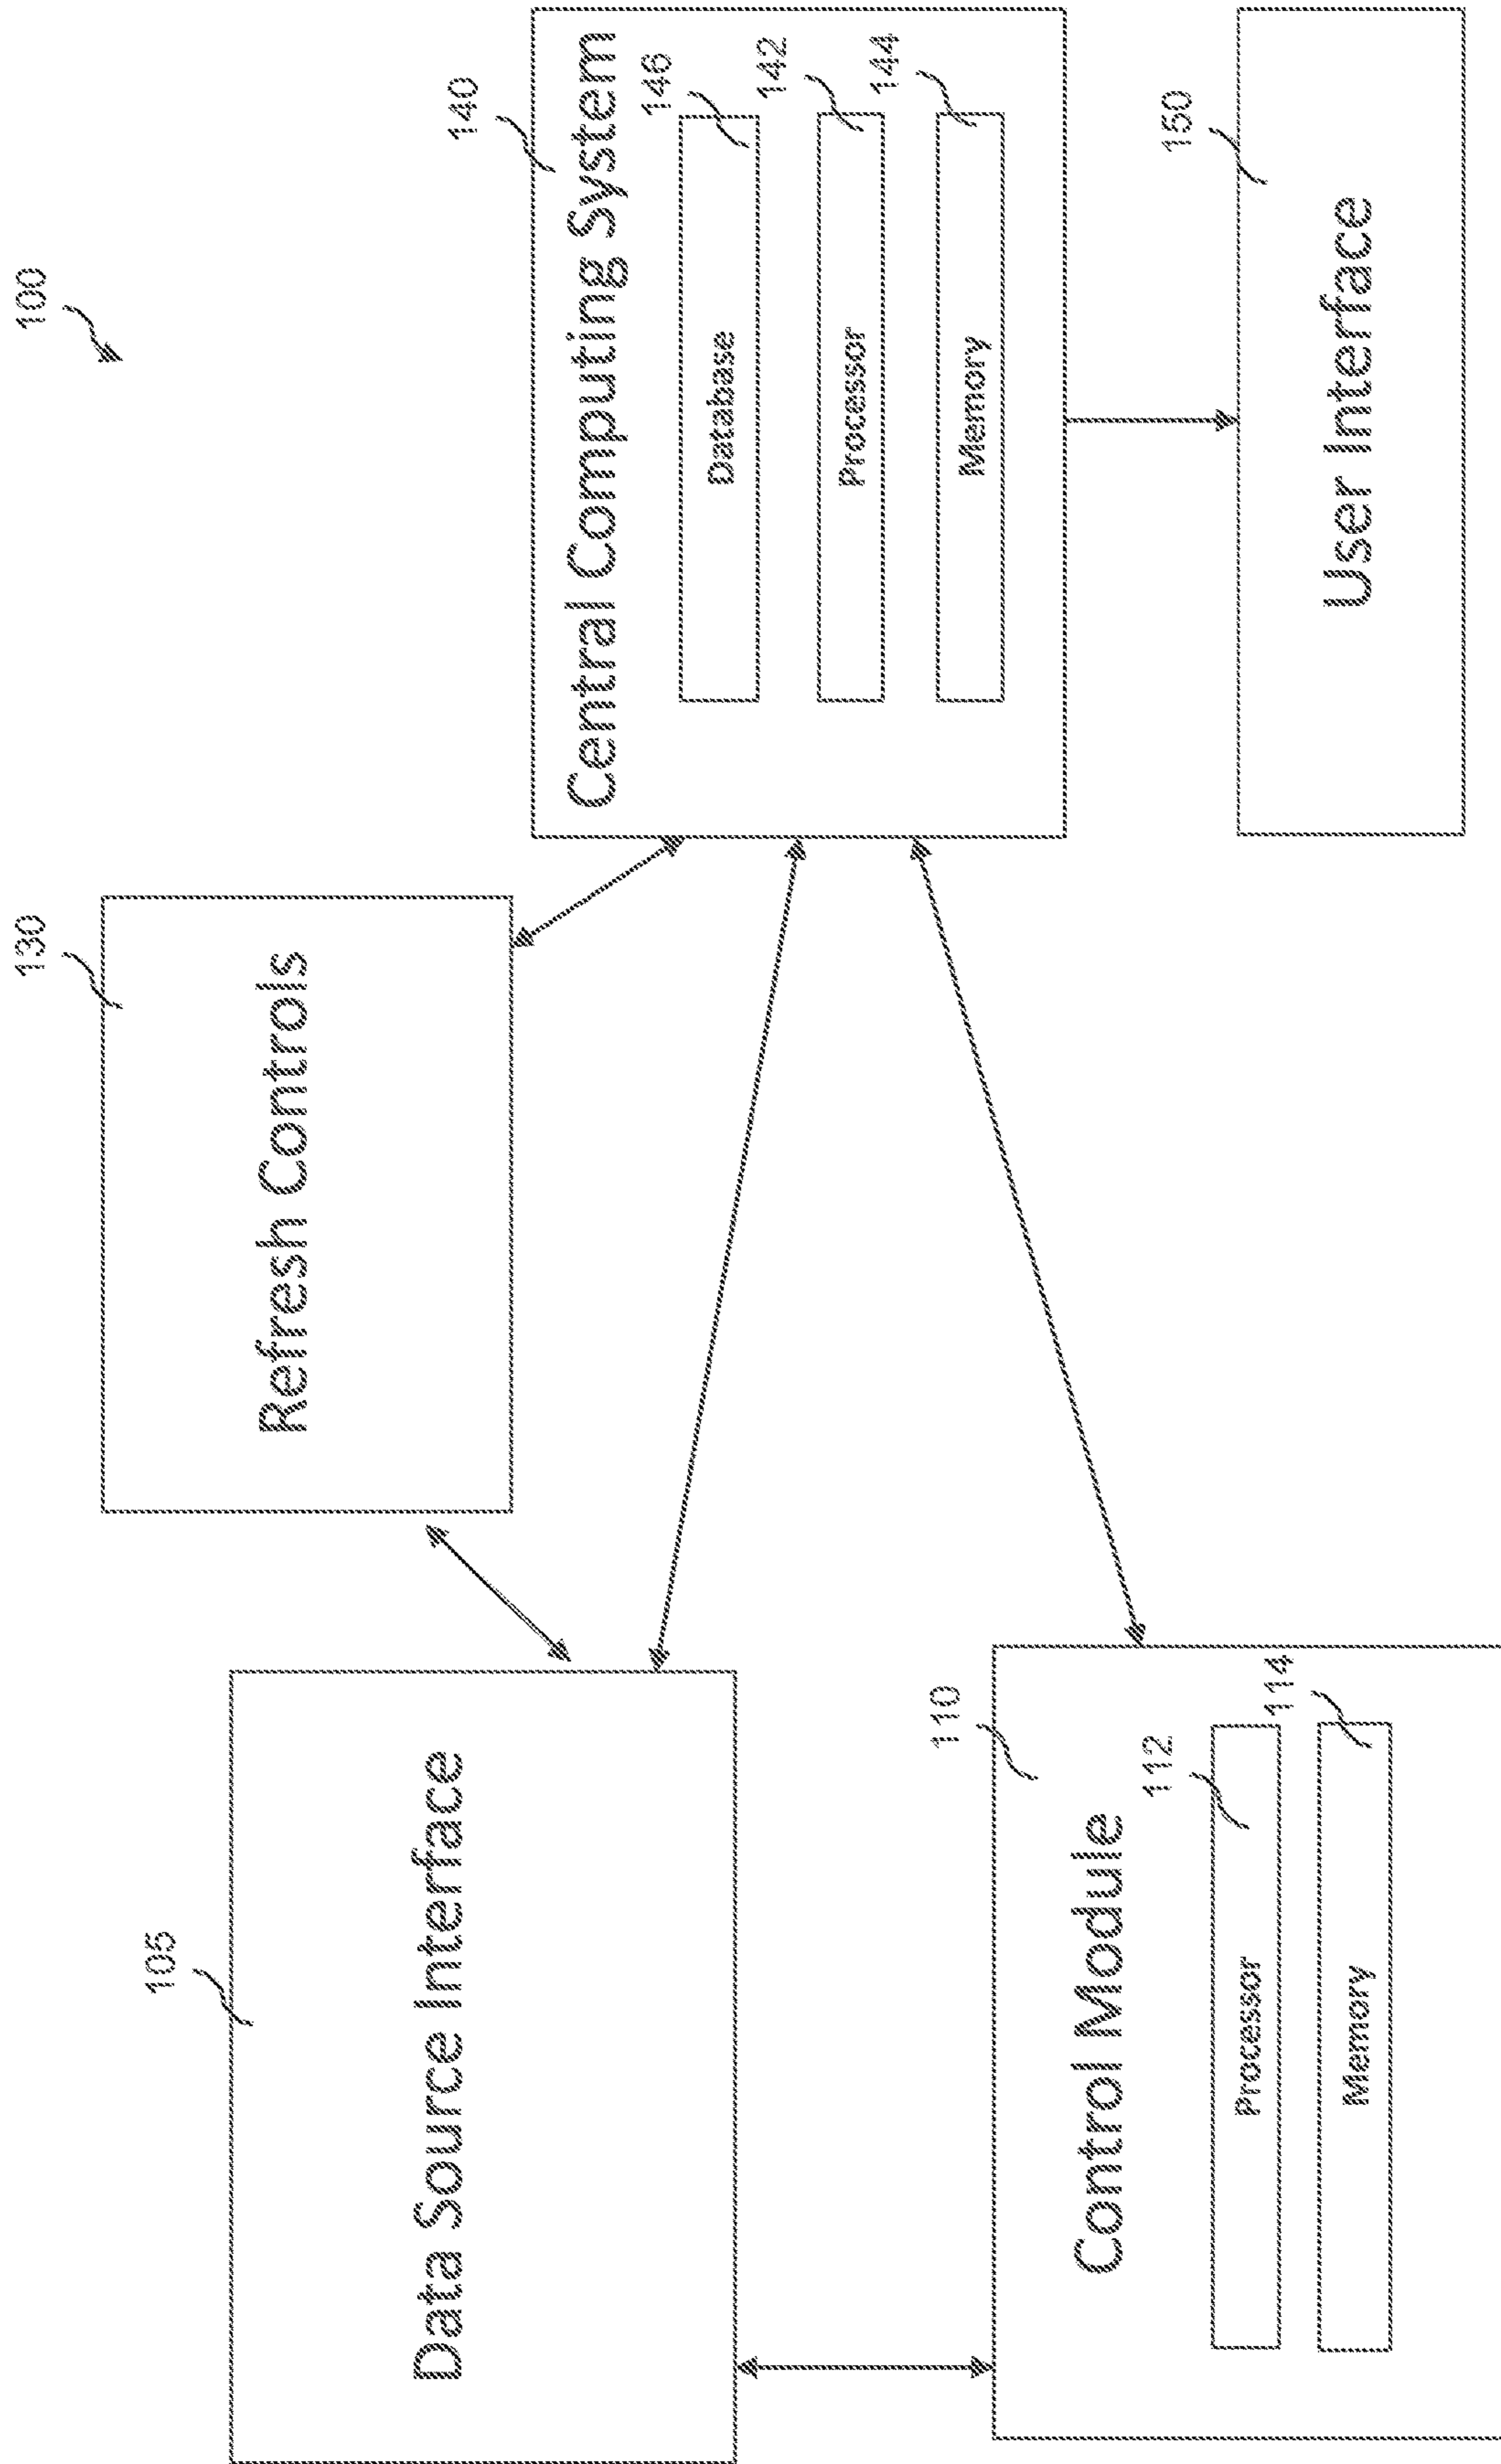 100
130
Refresh Controls
105
Data Source Interface
140
Central Computing System
146
Database
142
Processor
144
Memory
110
Control Module
112
Processor
114
Memory
150
User Interface